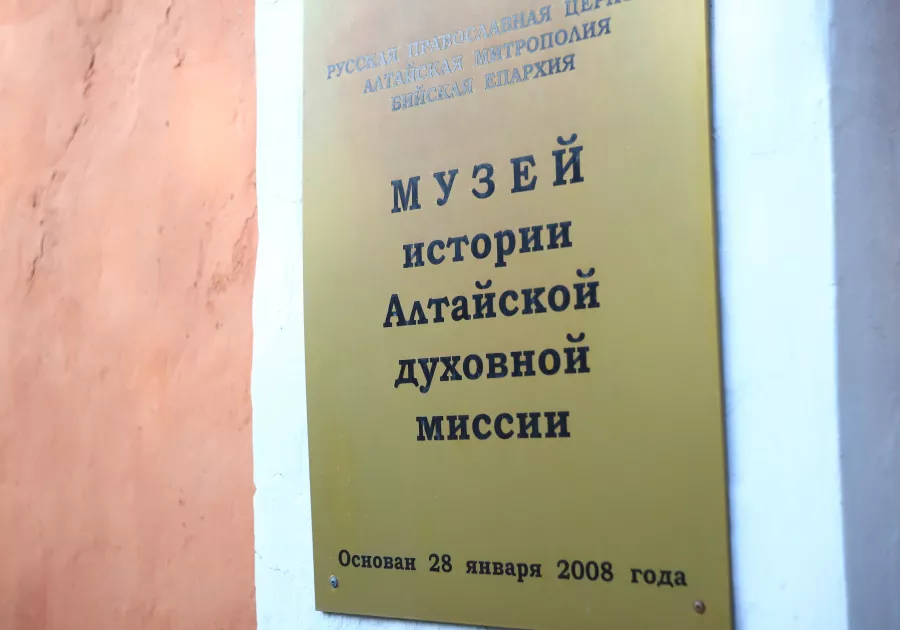 РУССКАЯ ПРАВОСЛАВНАЯ
АЛТАЙСКАЯ МИТРОПОЛИЯ
БИЙСКАЯ ЕПАРХИЯ
МУЗЕЙ
истории
Алтайской
духовной
миссии
Основан 28 января 2008 года